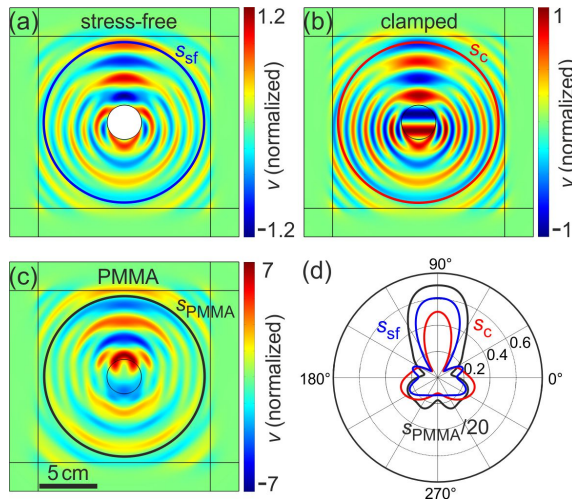 (a) stress-free
s_sf
1.2
−1.2
v (normalized)
(b) clamped
s_c
1
−1
v (normalized)
(c) PMMA
s_PMMA
5 cm
7
−7
v (normalized)
(d)
90°
s_sf
s_c
0.6
0.4
0.2
180°
0°
s_PMMA/20
270°